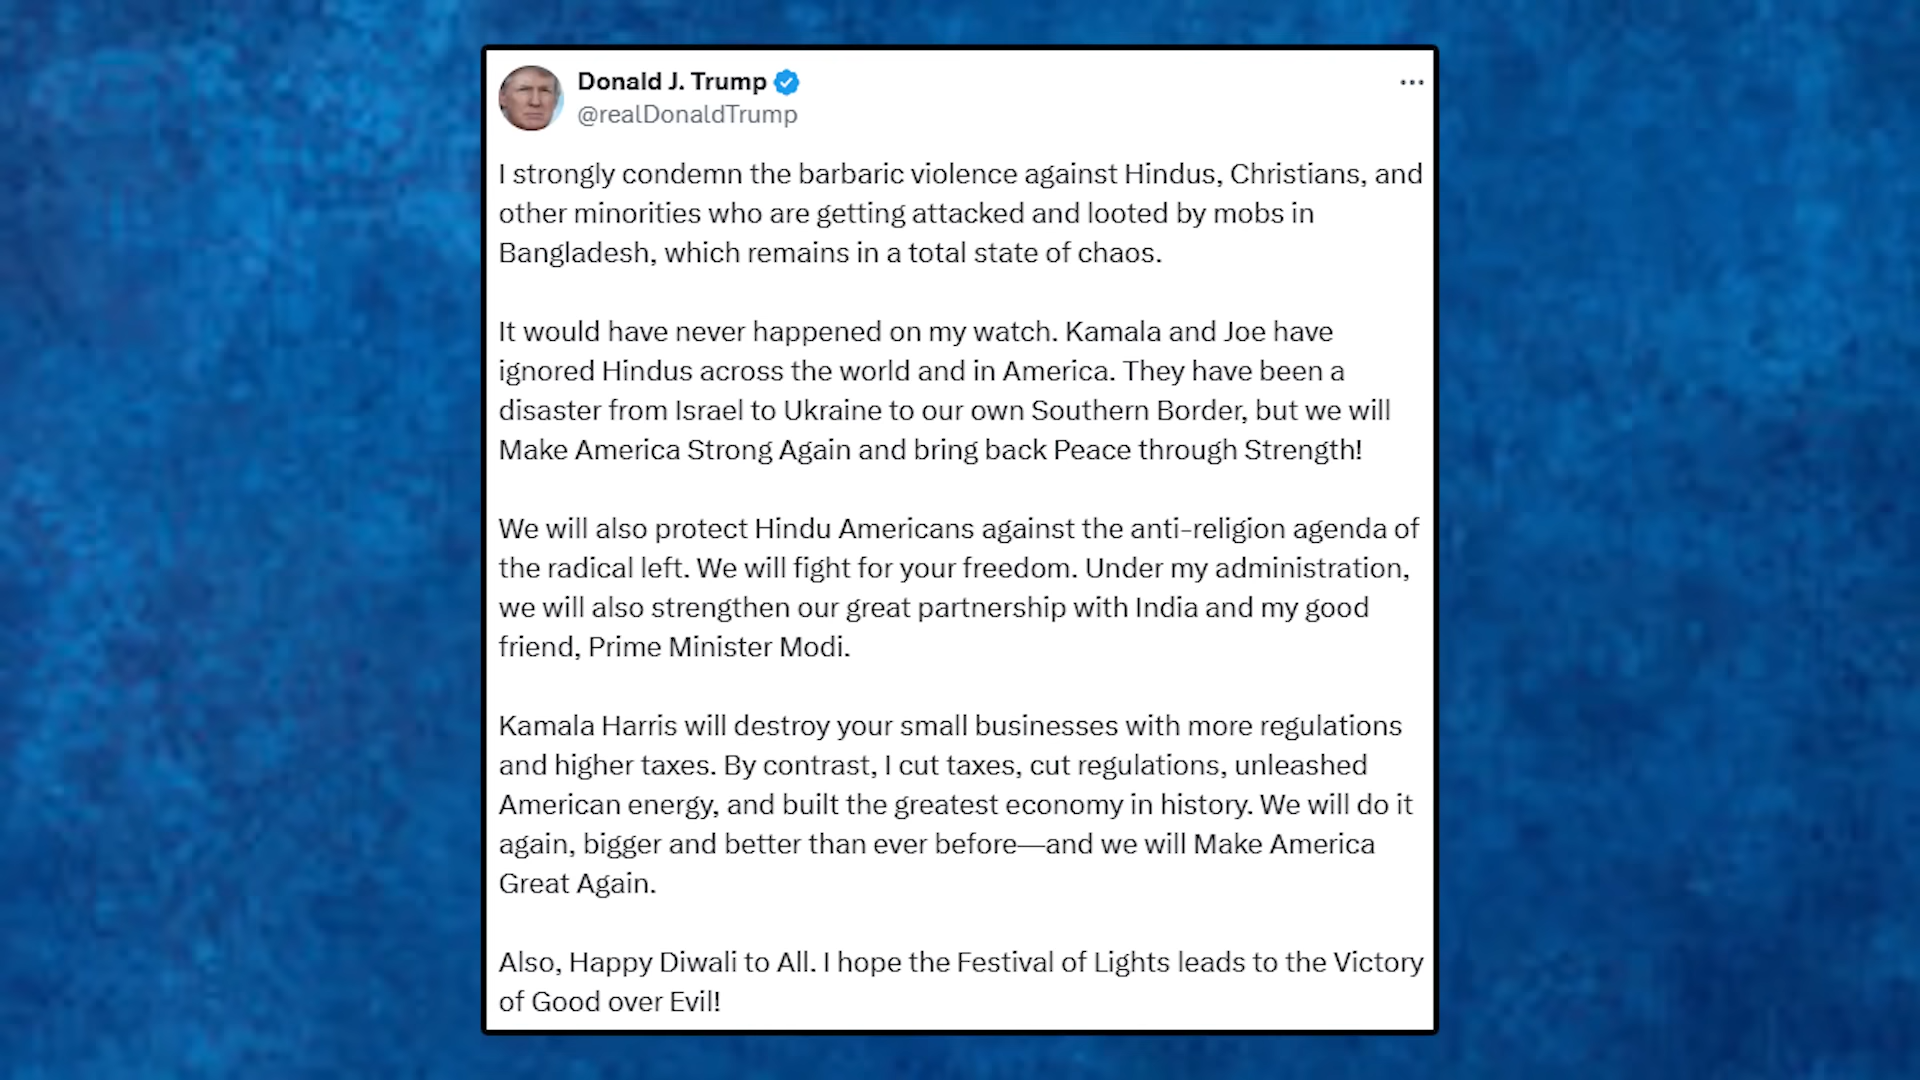 Donald J. Trump
@realDonaldTrump
I strongly condemn the barbaric violence against Hindus, Christians, and
other minorities who are getting attacked and looted by mobs in
Bangladesh, which remains in a total state of chaos.
It would have never happened on my watch. Kamala and Joe have
ignored Hindus across the world and in America. They have been a
disaster from Israel to Ukraine to our own Southern Border, but we will
Make America Strong Again and bring back Peace through Strength!
We will also protect Hindu Americans against the anti-religion agenda of
the radical left. We will fight for your freedom. Under my administration,
we will also strengthen our great partnership with India and my good
friend, Prime Minister Modi.
Kamala Harris will destroy your small businesses with more regulations
and higher taxes. By contrast, I cut taxes, cut regulations, unleashed
American energy, and built the greatest economy in history. We will do it
again, bigger and better than ever before—and we will Make America
Great Again.
Also, Happy Diwali to All. I hope the Festival of Lights leads to the Victory
of Good over Evil!